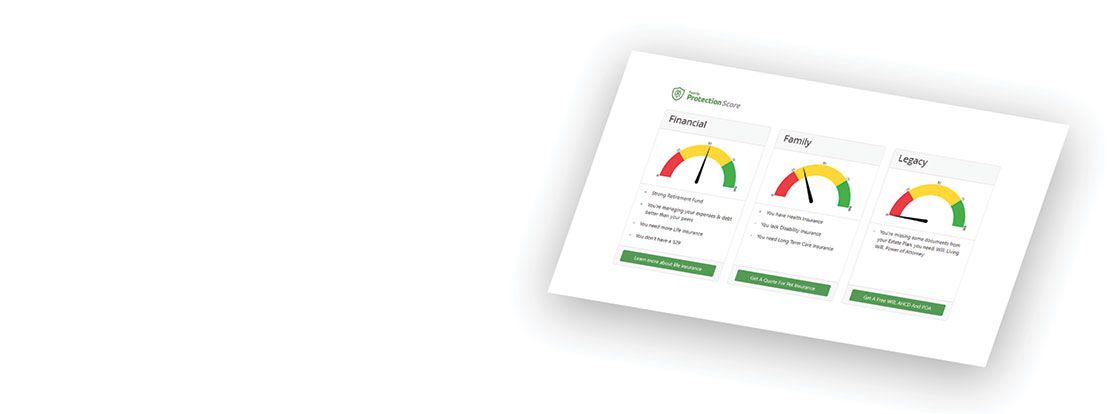 Family
ProtectionScore
Financial
Strong Retirement Fund
You're managing your expenses & debt
better than your peers
You need more Life insurance
You don't have a 529
Learn more about life insurance
Family
You have Health Insurance
You lack Disability Insurance
You need Long Term Care Insurance
Get A Quote For Pet Insurance
Legacy
You're missing some documents from
your Estate Plan, you need: Will, Living
Will, Power of Attorney
Get A Free Will, AHCD And POA